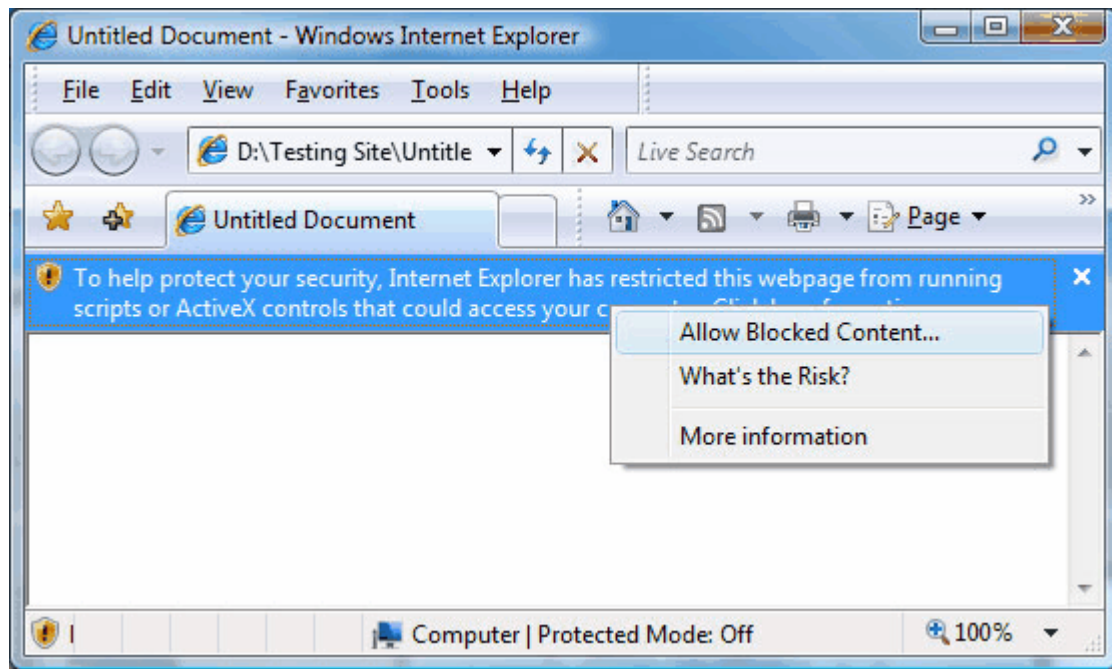 Untitled Document - Windows Internet Explorer
File Edit View Favorites Tools Help
D:\Testing Site\Untitle Live Search
Untitled Document Page
To help protect your security, Internet Explorer has restricted this webpage from running
scripts or ActiveX controls that could access your
Allow Blocked Content...
What's the Risk?
More information
Computer | Protected Mode: Off 100%